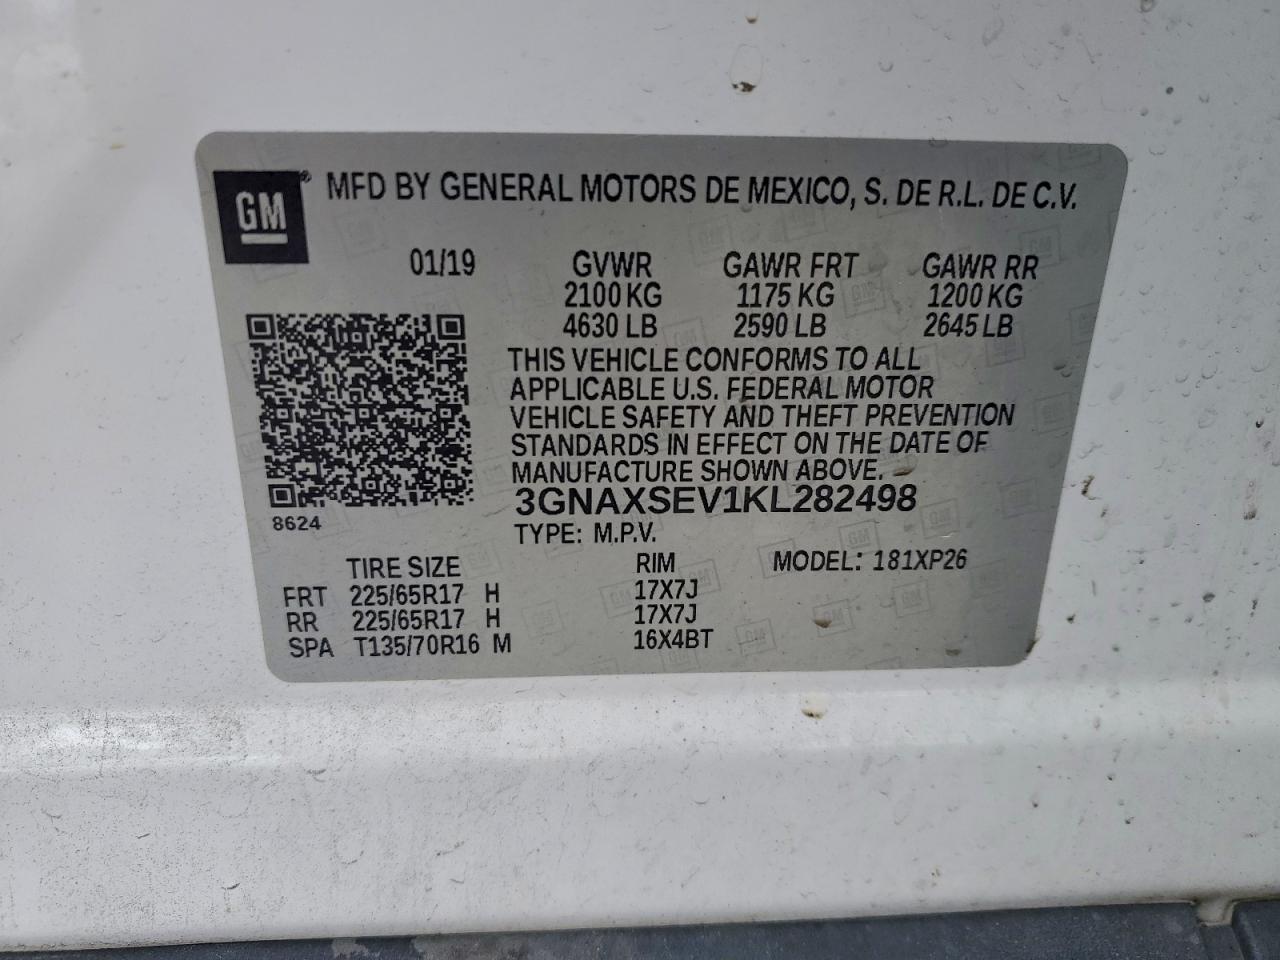 GM® MFD BY GENERAL MOTORS DE MEXICO, S. DE R.L. DE C.V.
01/19 GVWR GAWR FRT GAWR RR
2100 KG 1175 KG 1200 KG
4630 LB 2590 LB 2645 LB
THIS VEHICLE CONFORMS TO ALL
APPLICABLE U.S. FEDERAL MOTOR
VEHICLE SAFETY AND THEFT PREVENTION
STANDARDS IN EFFECT ON THE DATE OF
MANUFACTURE SHOWN ABOVE.
3GNAXSEV1KL282498
8624
TYPE: M.P.V.
TIRE SIZE RIM MODEL: 181XP26
FRT 225/65R17 H 17X7J
RR 225/65R17 H 17X7J
SPA T135/70R16 M 16X4BT